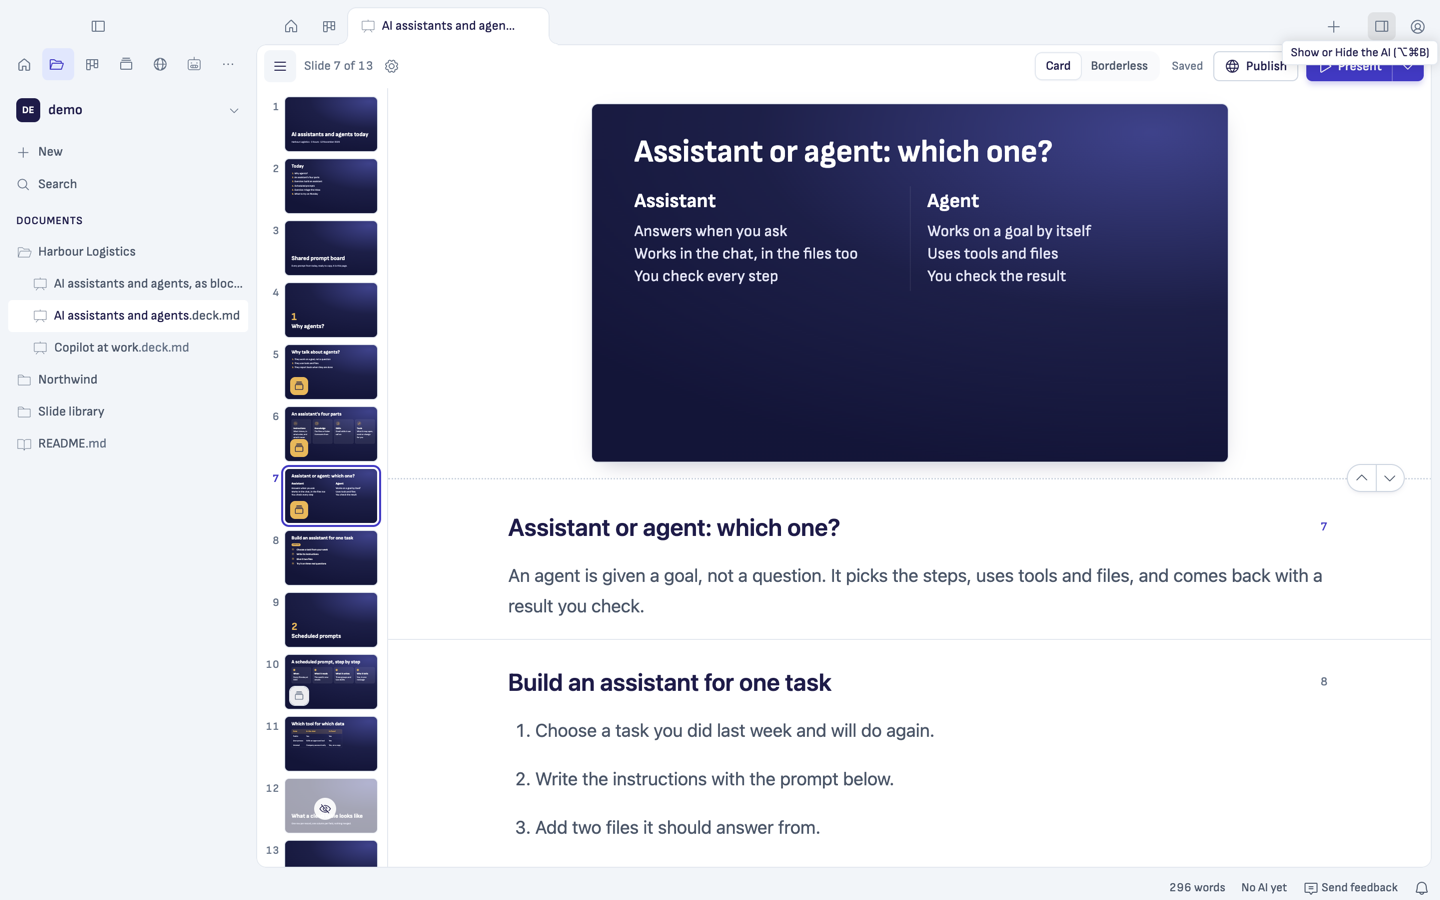 AI assistants and agen...
Show or Hide the AI (⌥⌘B)
Slide 7 of 13
Card
Borderless
Saved
Publish
Present
DE
demo
New
Search
DOCUMENTS
Harbour Logistics
AI assistants and agents, as bloc...
AI assistants and agents.deck.md
Copilot at work.deck.md
Northwind
Slide library
README.md
1
AI assistants and agents today
2
Today
3
Shared prompt board
4
1
Why agents?
5
Why talk about agents?
6
An assistant's four parts
7
Assistant or agent: which one?
8
Build an assistant for one task
9
2
Scheduled prompts
10
A scheduled prompt, step by step
11
Which tool for which data
12
13
Assistant or agent: which one?
Assistant
Answers when you ask
Works in the chat, in the files too
You check every step
Agent
Works on a goal by itself
Uses tools and files
You check the result
Assistant or agent: which one?
7
An agent is given a goal, not a question. It picks the steps, uses tools and files, and comes back with a
result you check.
Build an assistant for one task
8
1. Choose a task you did last week and will do again.
2. Write the instructions with the prompt below.
3. Add two files it should answer from.
296 words
No AI yet
Send feedback